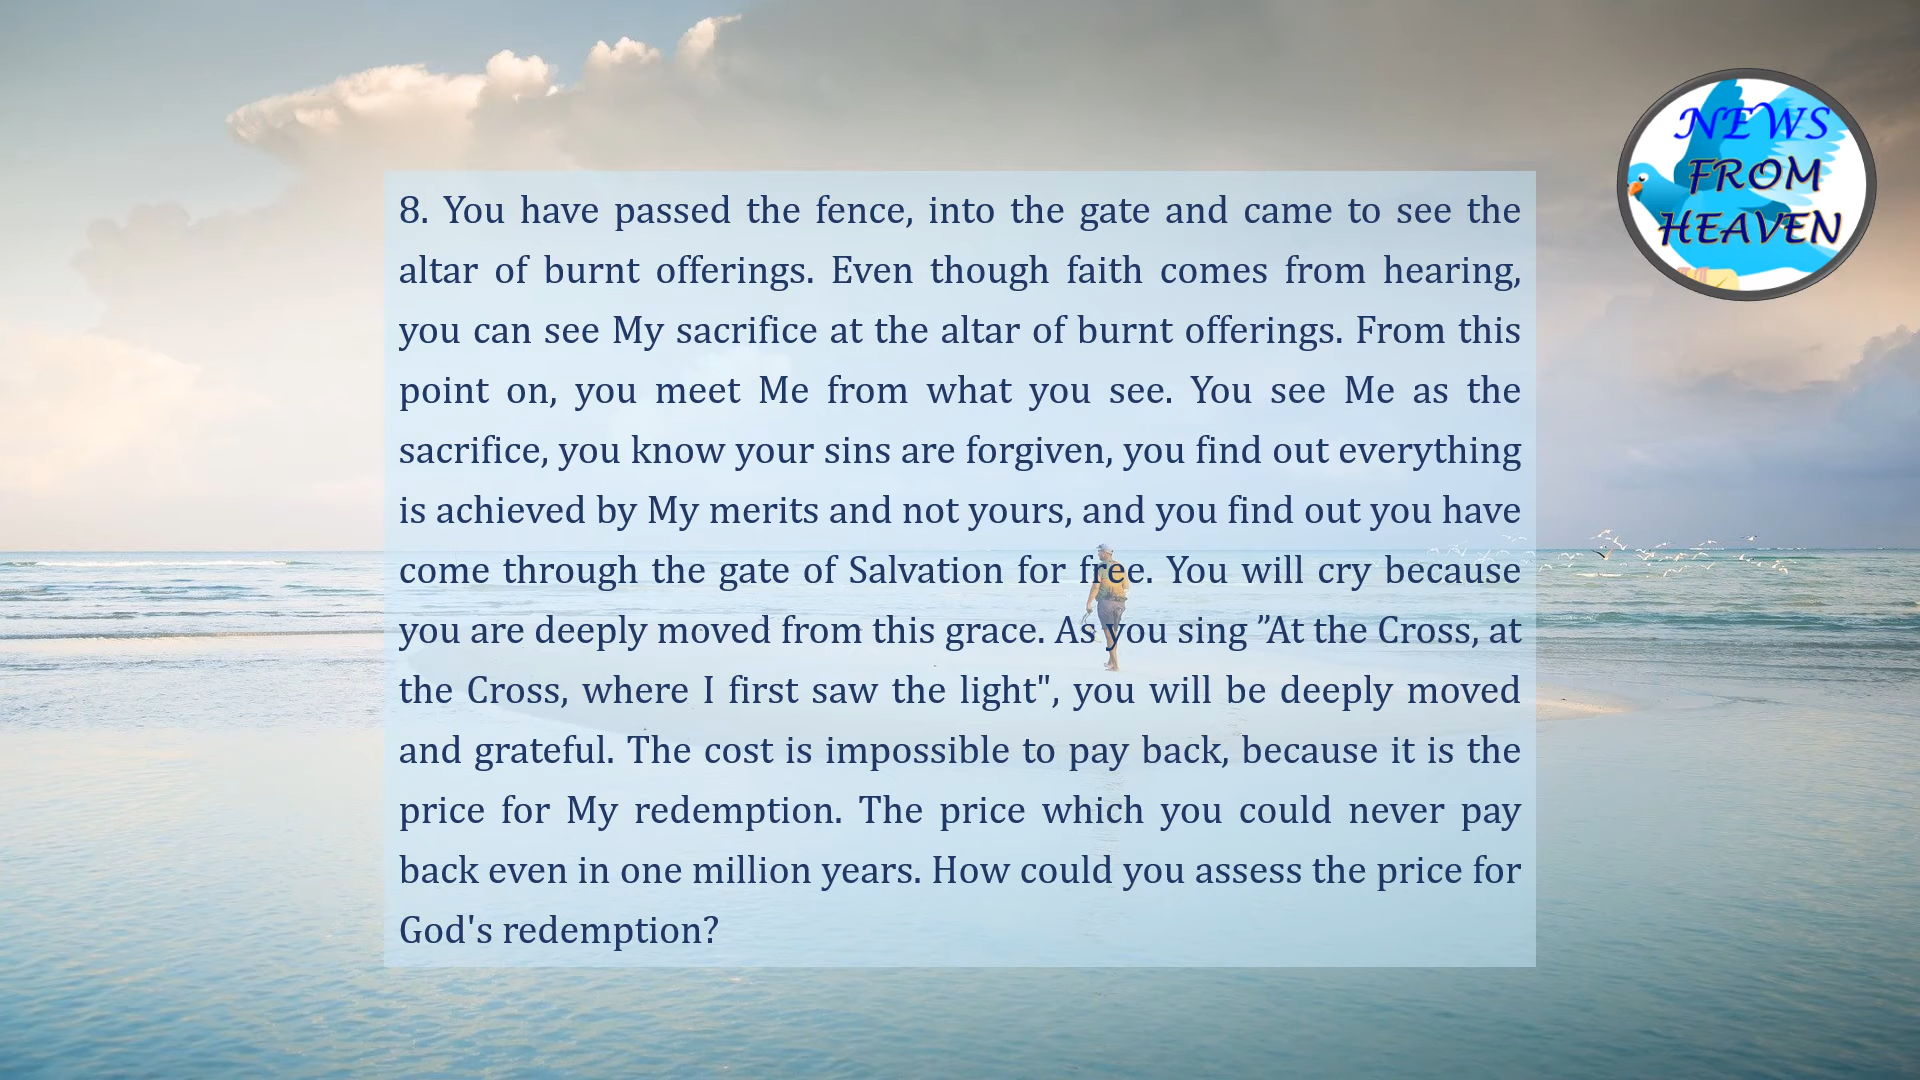 8. You have passed the fence, into the gate and came to see the
altar of burnt offerings. Even though faith comes from hearing,
you can see My sacrifice at the altar of burnt offerings. From this
point on, you meet Me from what you see. You see Me as the
sacrifice, you know your sins are forgiven, you find out everything
is achieved by My merits and not yours, and you find out you have
come through the gate of Salvation for free. You will cry because
you are deeply moved from this grace. As you sing ”At the Cross, at
the Cross, where I first saw the light", you will be deeply moved
and grateful. The cost is impossible to pay back, because it is the
price for My redemption. The price which you could never pay
back even in one million years. How could you assess the price for
God's redemption?
NEWS
FROM
HEAVEN